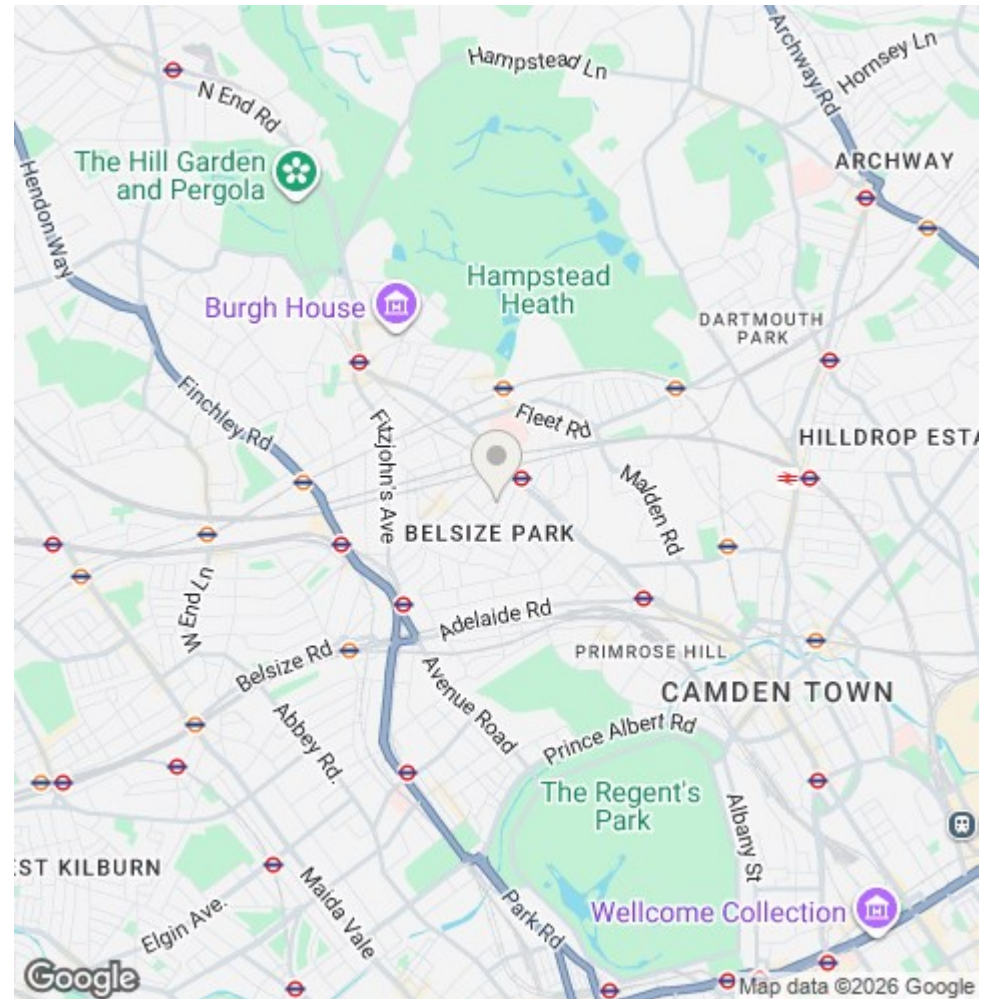 Hampstead Ln
Archway Rd
Hornsey Ln
N End Rd
The Hill Garden
and Pergola
ARCHWAY
Hendon Way
Hampstead
Heath
Burgh House
DARTMOUTH
PARK
Finchley Rd
Fitzjohn's Ave
Fleet Rd
HILLDROP ESTA
Malden Rd
BELSIZE PARK
W End Ln
Adelaide Rd
Belsize Rd
PRIMROSE HILL
Avenue Road
CAMDEN TOWN
Abbey Rd.
Prince Albert Rd
The Regent's
Park
Albany St
EST KILBURN
Maida Vale
Elgin Ave.
Park Rd
Wellcome Collection
Google
Map data ©2026 Google